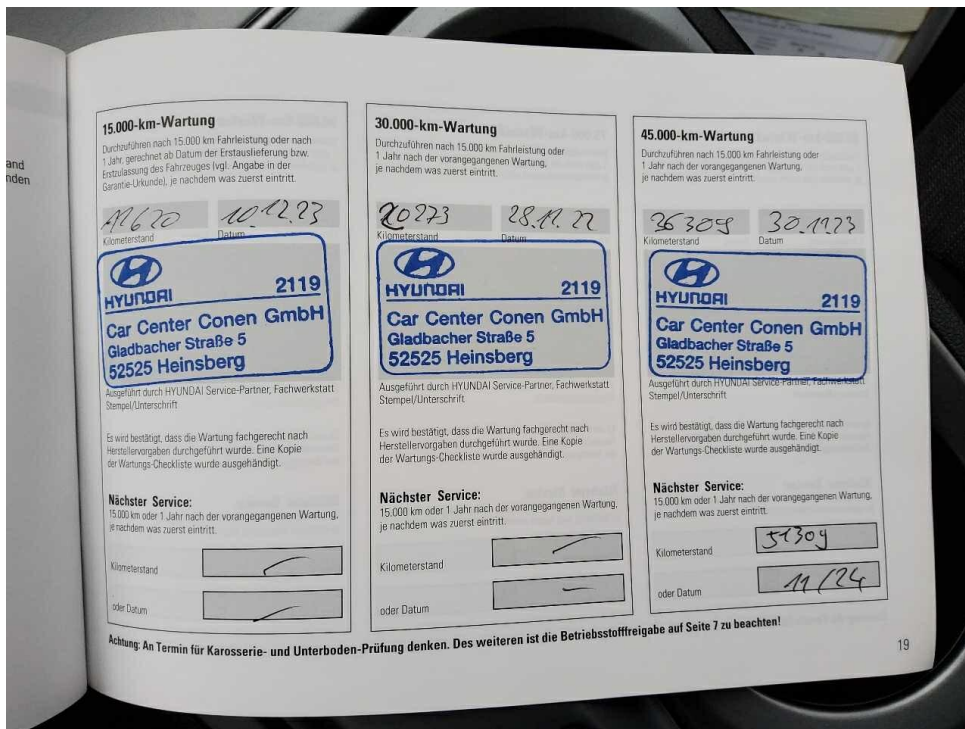 and
nden
15.000-km-Wartung
Durchzuführen nach 15.000 km Fahrleistung oder nach
1 Jahr, gerechnet ab Datum der Erstauslieferung bzw.
Erstzulassung des Fahrzeuges (vgl. Angabe in der
Garantie-Urkunde), je nachdem was zuerst eintritt.
10.12.23
Kilometerstand Datum
HYUNDAI 2119
Car Center Conen GmbH
Gladbacher Straße 5
52525 Heinsberg
Ausgeführt durch HYUNDAI Service-Partner, Fachwerkstatt
Stempel/Unterschrift
Es wird bestätigt, dass die Wartung fachgerecht nach
Herstellervorgaben durchgeführt wurde. Eine Kopie
der Wartungs-Checkliste wurde ausgehändigt.
Nächster Service:
15.000 km oder 1 Jahr nach der vorangegangenen Wartung,
je nachdem was zuerst eintritt.
Kilometerstand
oder Datum
30.000-km-Wartung
Durchzuführen nach 15.000 km Fahrleistung oder
1 Jahr nach der vorangegangenen Wartung,
je nachdem was zuerst eintritt.
20273
Kilometerstand Datum
HYUNDAI 2119
Car Center Conen GmbH
Gladbacher Straße 5
52525 Heinsberg
Ausgeführt durch HYUNDAI Service-Partner, Fachwerkstatt
Stempel/Unterschrift
Es wird bestätigt, dass die Wartung fachgerecht nach
Herstellervorgaben durchgeführt wurde. Eine Kopie
der Wartungs-Checkliste wurde ausgehändigt.
Nächster Service:
15.000 km oder 1 Jahr nach der vorangegangenen Wartung,
je nachdem was zuerst eintritt.
Kilometerstand
oder Datum
45.000-km-Wartung
Durchzuführen nach 15.000 km Fahrleistung oder
1 Jahr nach der vorangegangenen Wartung,
je nachdem was zuerst eintritt.
36309 30.1123
Kilometerstand Datum
HYUNDAI 2119
Car Center Conen GmbH
Gladbacher Straße 5
52525 Heinsberg
Ausgeführt durch HYUNDAI Service-Partner, Fachwerkstatt
Stempel/Unterschrift
Es wird bestätigt, dass die Wartung fachgerecht nach
Herstellervorgaben durchgeführt wurde. Eine Kopie
der Wartungs-Checkliste wurde ausgehändigt.
Nächster Service:
15.000 km oder 1 Jahr nach der vorangegangenen Wartung,
je nachdem was zuerst eintritt.
Kilometerstand 51309
oder Datum 11/24
Achtung: An Termin für Karosserie- und Unterboden-Prüfung denken. Des weiteren ist die Betriebsstofffreigabe auf Seite 7 zu beachten!
19